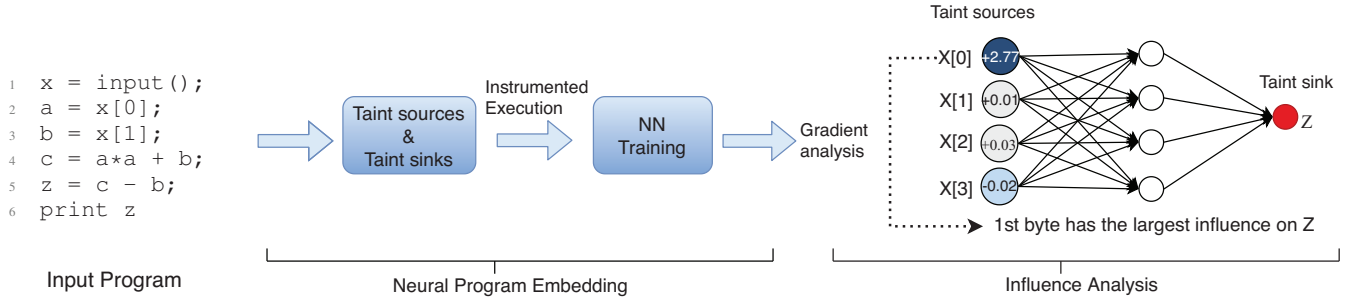 1 x = input();
2 a = x[0];
3 b = x[1];
4 c = a*a + b;
5 z = c - b;
6 print z
Input Program
Taint sources
&
Taint sinks
Instrumented
Execution
NN
Training
Neural Program Embedding
Gradient
analysis
Taint sources
X[0] +2.77
X[1] +0.01
X[2] +0.03
X[3] -0.02
Taint sink
Z
1st byte has the largest influence on Z
Influence Analysis